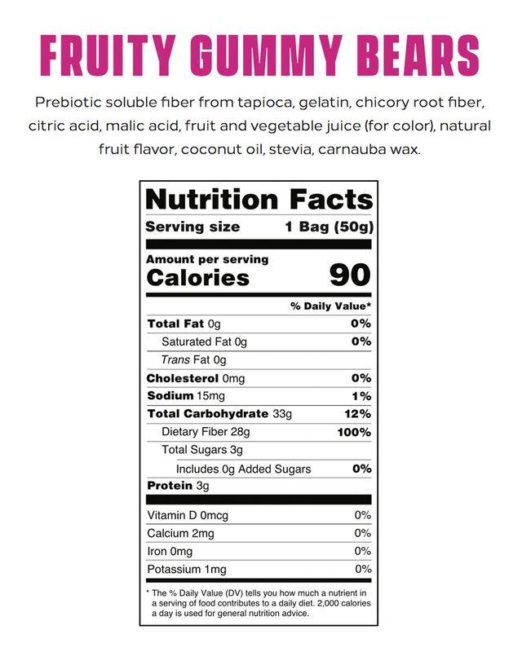 FRUITY GUMMY BEARS
Prebiotic soluble fiber from tapioca, gelatin, chicory root fiber,
citric acid, malic acid, fruit and vegetable juice (for color), natural
fruit flavor, coconut oil, stevia, carnauba wax.
Nutrition Facts
Serving size 1 Bag (50g)
Amount per serving
Calories 90
% Daily Value*
Total Fat 0g 0%
Saturated Fat 0g 0%
Trans Fat 0g
Cholesterol 0mg 0%
Sodium 15mg 1%
Total Carbohydrate 33g 12%
Dietary Fiber 28g 100%
Total Sugars 3g
Includes 0g Added Sugars 0%
Protein 3g
Vitamin D 0mcg 0%
Calcium 2mg 0%
Iron 0mg 0%
Potassium 1mg 0%
* The % Daily Value (DV) tells you how much a nutrient in
a serving of food contributes to a daily diet. 2,000 calories
a day is used for general nutrition advice.